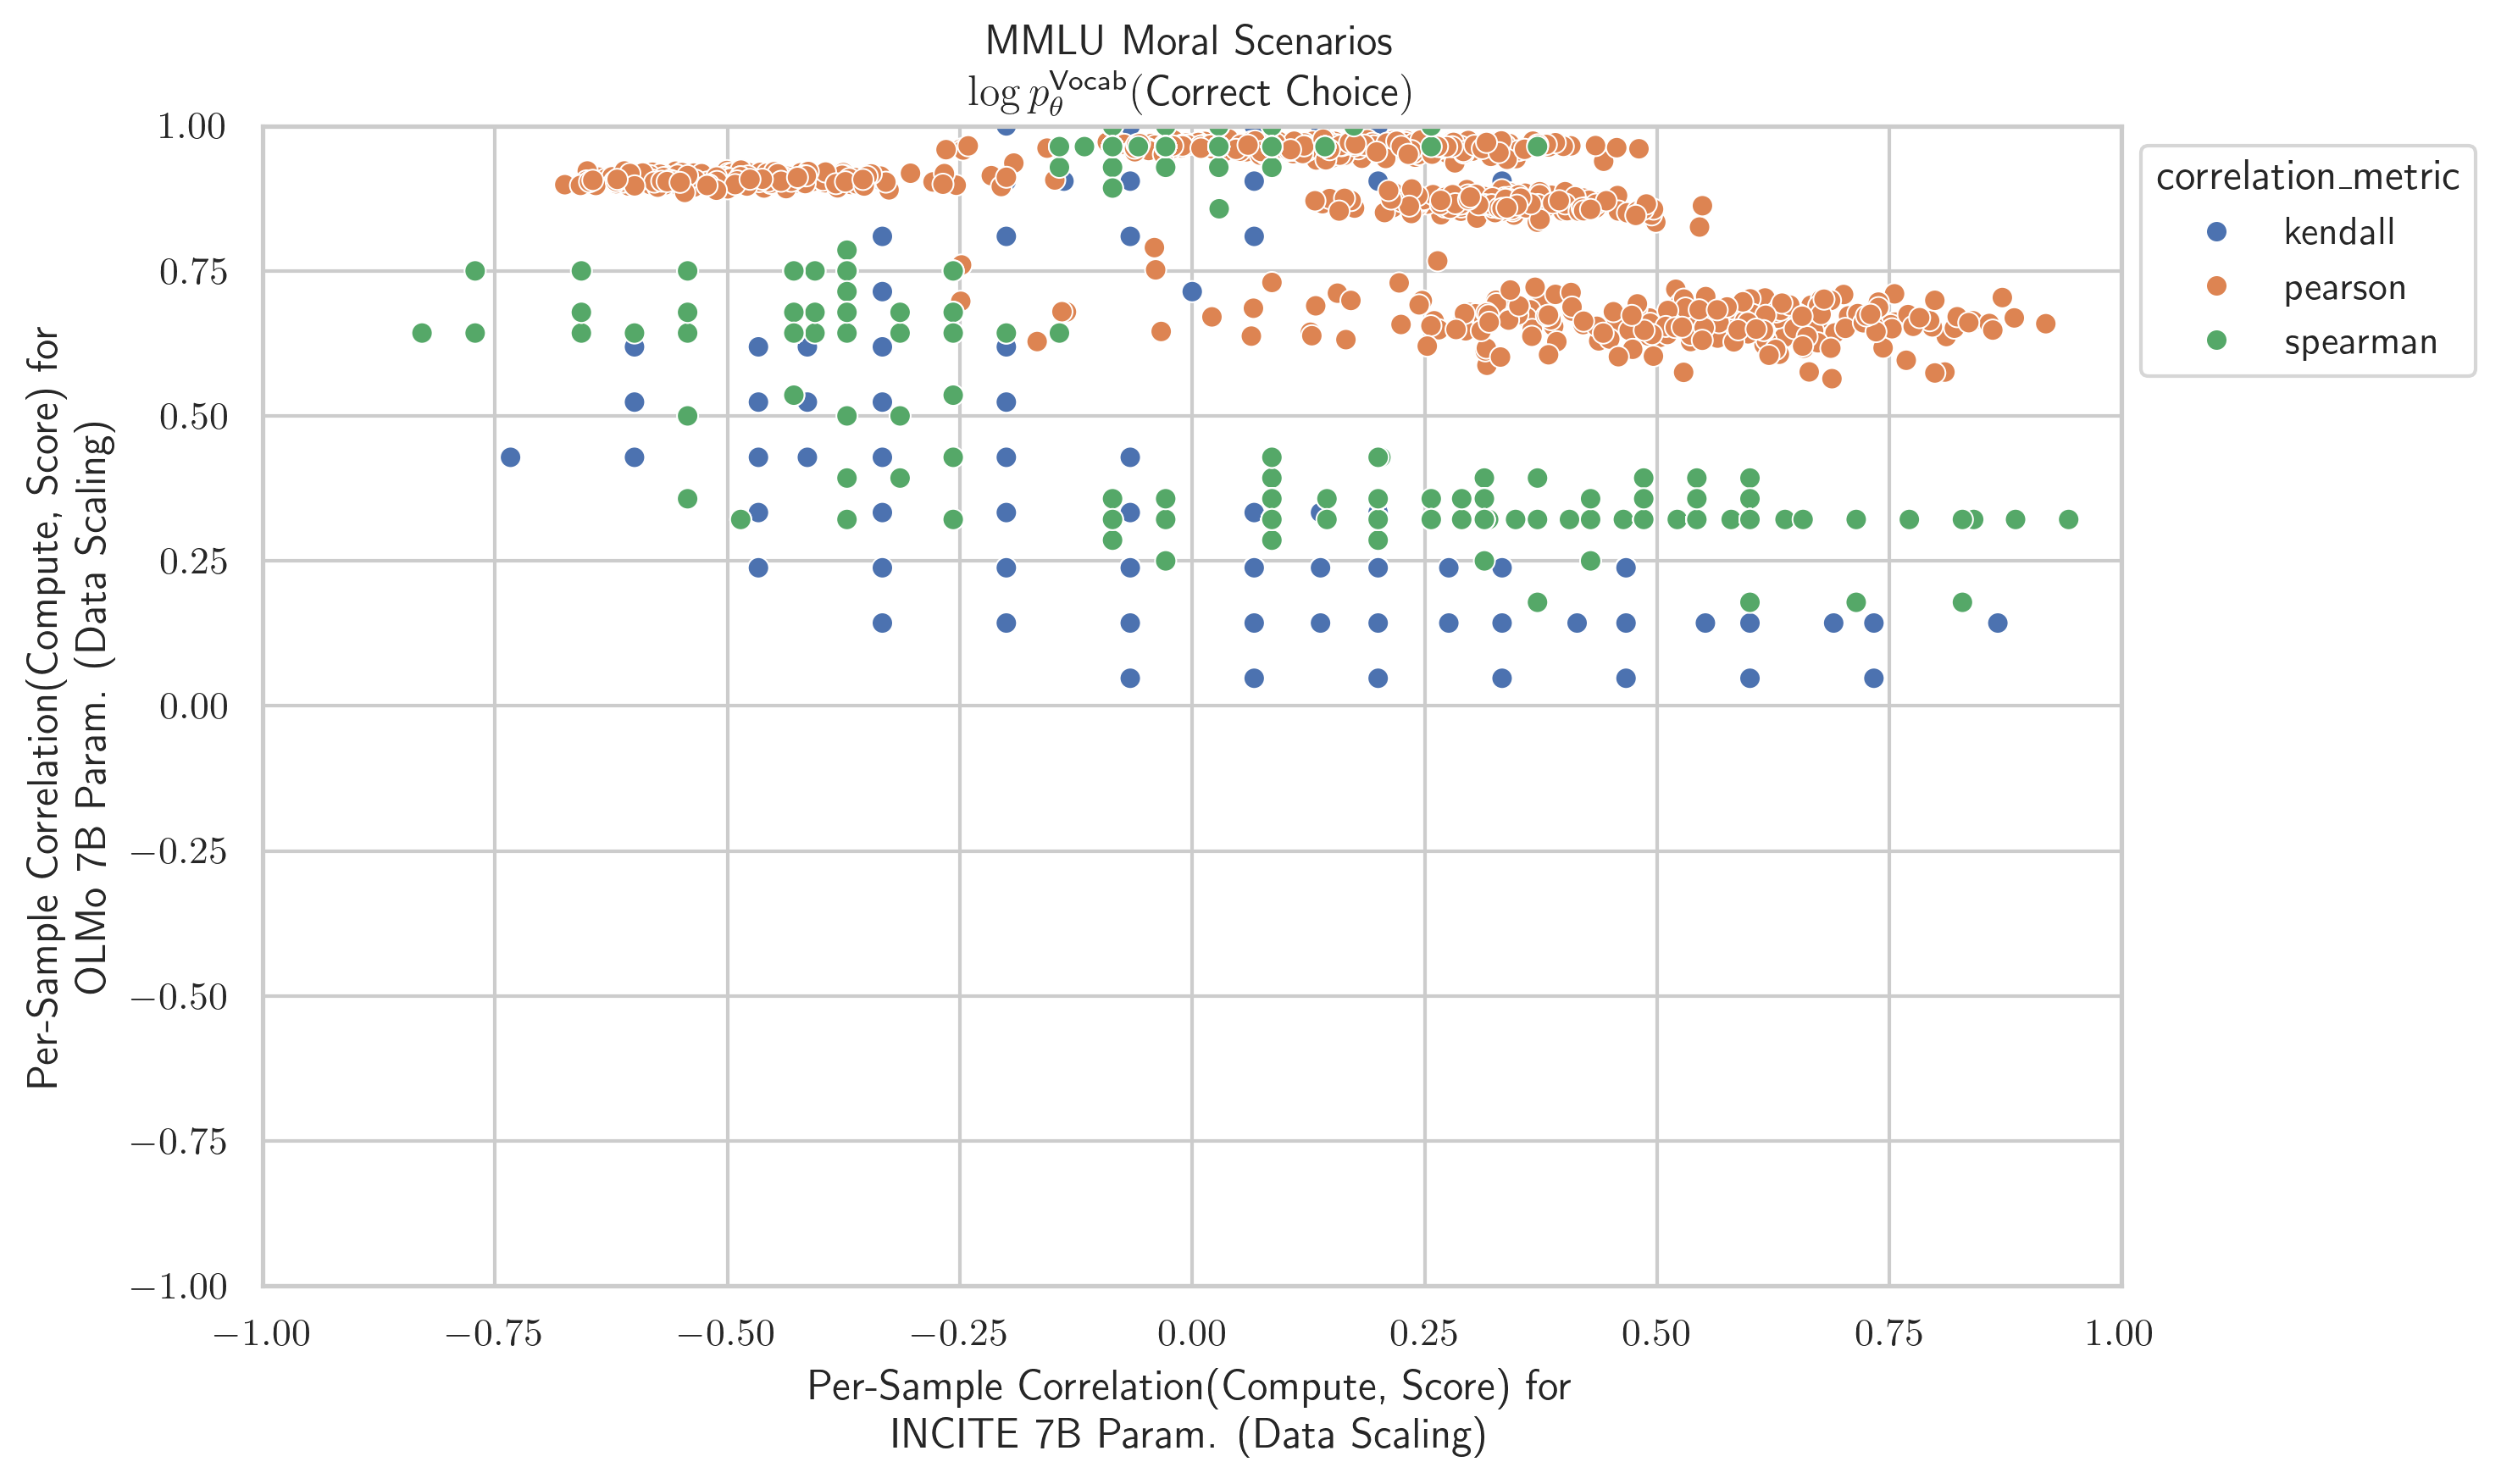 MMLU Moral Scenarios
log p_θ^Vocab(Correct Choice)
1.00
0.75
0.50
0.25
0.00
−0.25
−0.50
−0.75
−1.00
Per-Sample Correlation(Compute, Score) for
OLMo 7B Param. (Data Scaling)
−1.00 −0.75 −0.50 −0.25 0.00 0.25 0.50 0.75 1.00
Per-Sample Correlation(Compute, Score) for
INCITE 7B Param. (Data Scaling)
correlation_metric
kendall
pearson
spearman